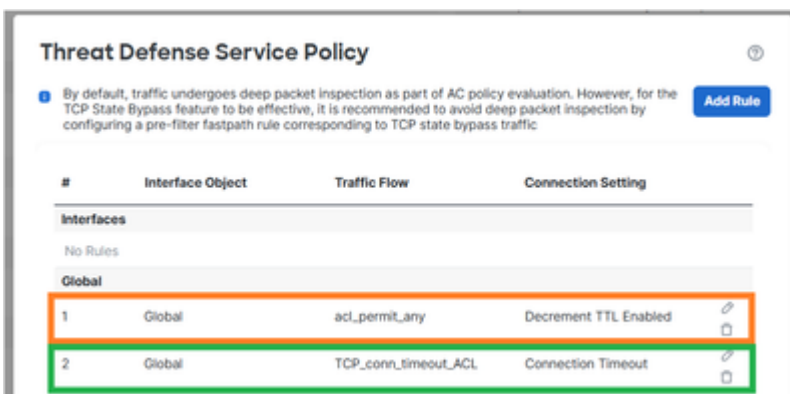 Threat Defense Service Policy
By default, traffic undergoes deep packet inspection as part of AC policy evaluation. However, for the
TCP State Bypass feature to be effective, it is recommended to avoid deep packet inspection by
configuring a pre-filter fastpath rule corresponding to TCP state bypass traffic
Add Rule
# Interface Object Traffic Flow Connection Setting
Interfaces
No Rules
Global
1 Global acl_permit_any Decrement TTL Enabled
2 Global TCP_conn_timeout_ACL Connection Timeout